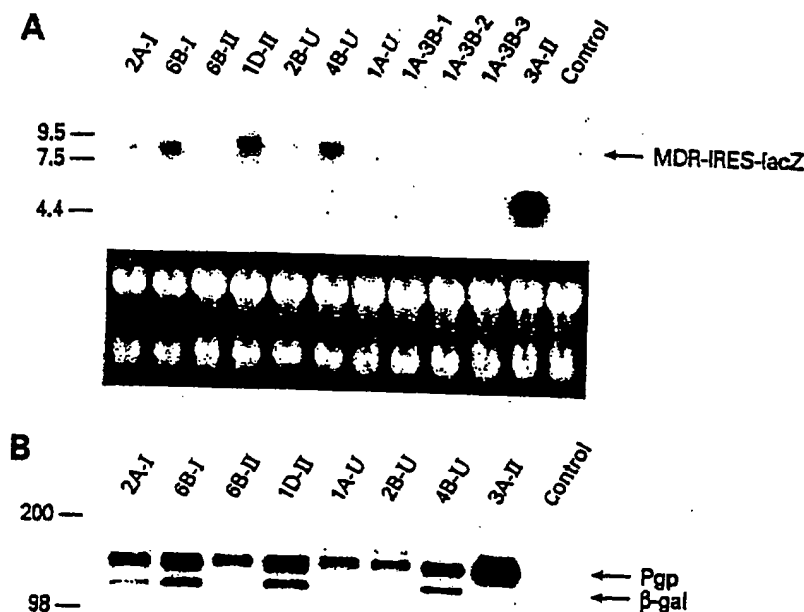 A
2A-I 6B-I 6B-II 1D-II 2B-U 4B-U 1A-U 1A-3B-1 1A-3B-2 1A-3B-3 3A-II Control
9.5
7.5
MDR-IRES-lacZ
4.4
B
2A-I 6B-I 6B-II 1D-II 1A-U 2B-U 4B-U 3A-II Control
200
Pgp
β-gal
98